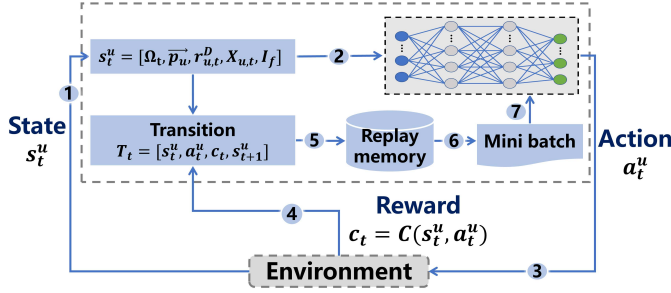 s_t^u = [Ω_t, \overrightarrow{p_u}, r_{u,t}^D, X_{u,t}, I_f]
2
1
7
State
s_t^u
Transition
T_t = [s_t^u, a_t^u, c_t, s_{t+1}^u]
5
Replay
memory
6
Mini batch
Action
a_t^u
4
Reward
c_t = C(s_t^u, a_t^u)
Environment
3